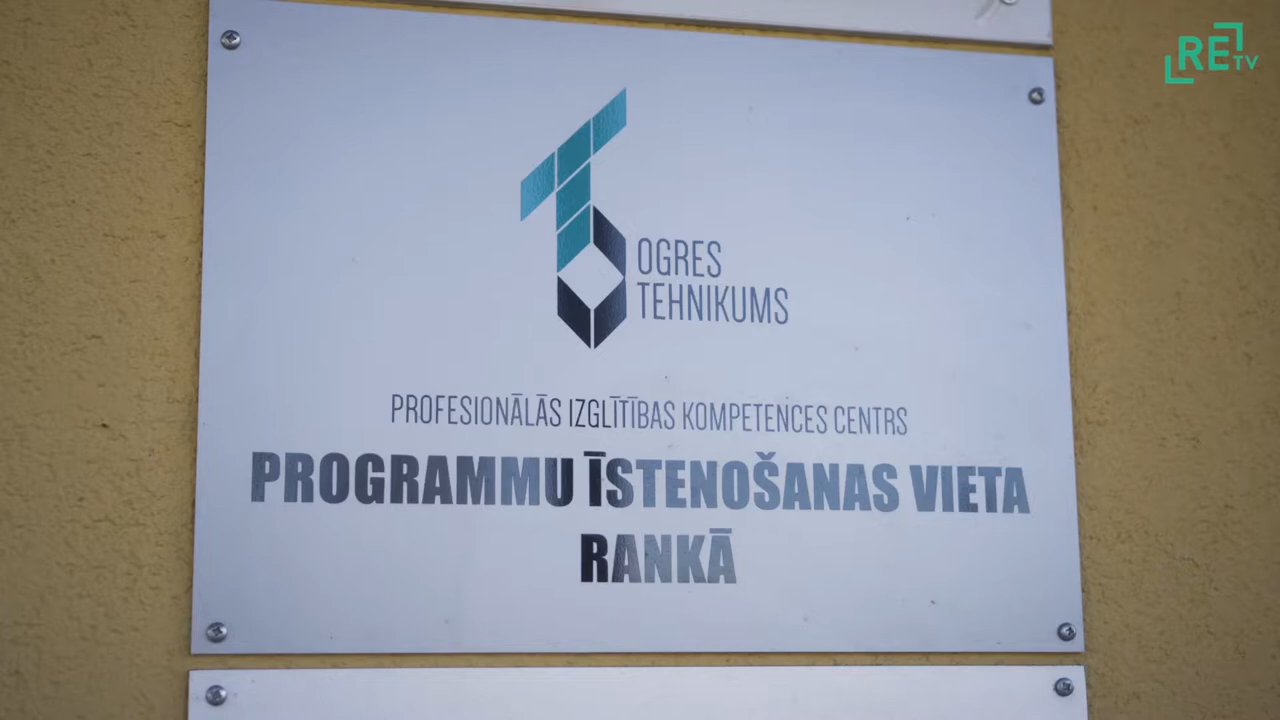 RE TV
OGRES
TEHNIKUMS
PROFESIONĀLĀS IZGLĪTĪBAS KOMPETENCES CENTRS
PROGRAMMU ĪSTENOŠANAS VIETA
RANKĀ